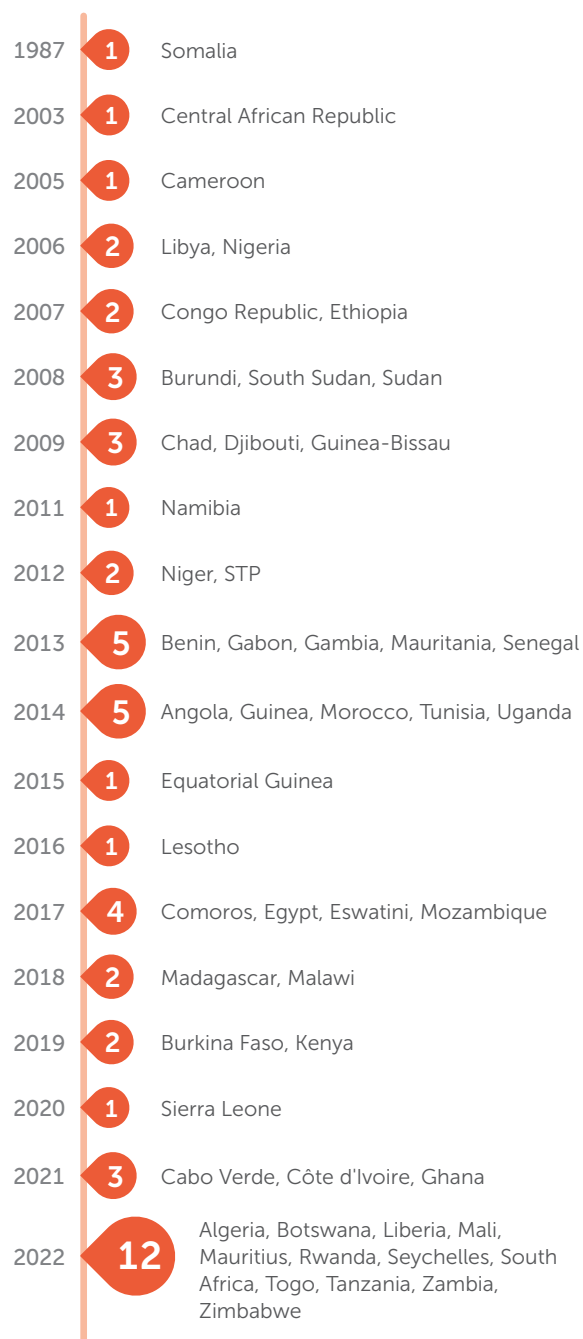 1987 1 Somalia
2003 1 Central African Republic
2005 1 Cameroon
2006 2 Libya, Nigeria
2007 2 Congo Republic, Ethiopia
2008 3 Burundi, South Sudan, Sudan
2009 3 Chad, Djibouti, Guinea-Bissau
2011 1 Namibia
2012 2 Niger, STP
2013 5 Benin, Gabon, Gambia, Mauritania, Senegal
2014 5 Angola, Guinea, Morocco, Tunisia, Uganda
2015 1 Equatorial Guinea
2016 1 Lesotho
2017 4 Comoros, Egypt, Eswatini, Mozambique
2018 2 Madagascar, Malawi
2019 2 Burkina Faso, Kenya
2020 1 Sierra Leone
2021 3 Cabo Verde, Côte d'Ivoire, Ghana
2022 12 Algeria, Botswana, Liberia, Mali,
Mauritius, Rwanda, Seychelles, South
Africa, Togo, Tanzania, Zambia,
Zimbabwe